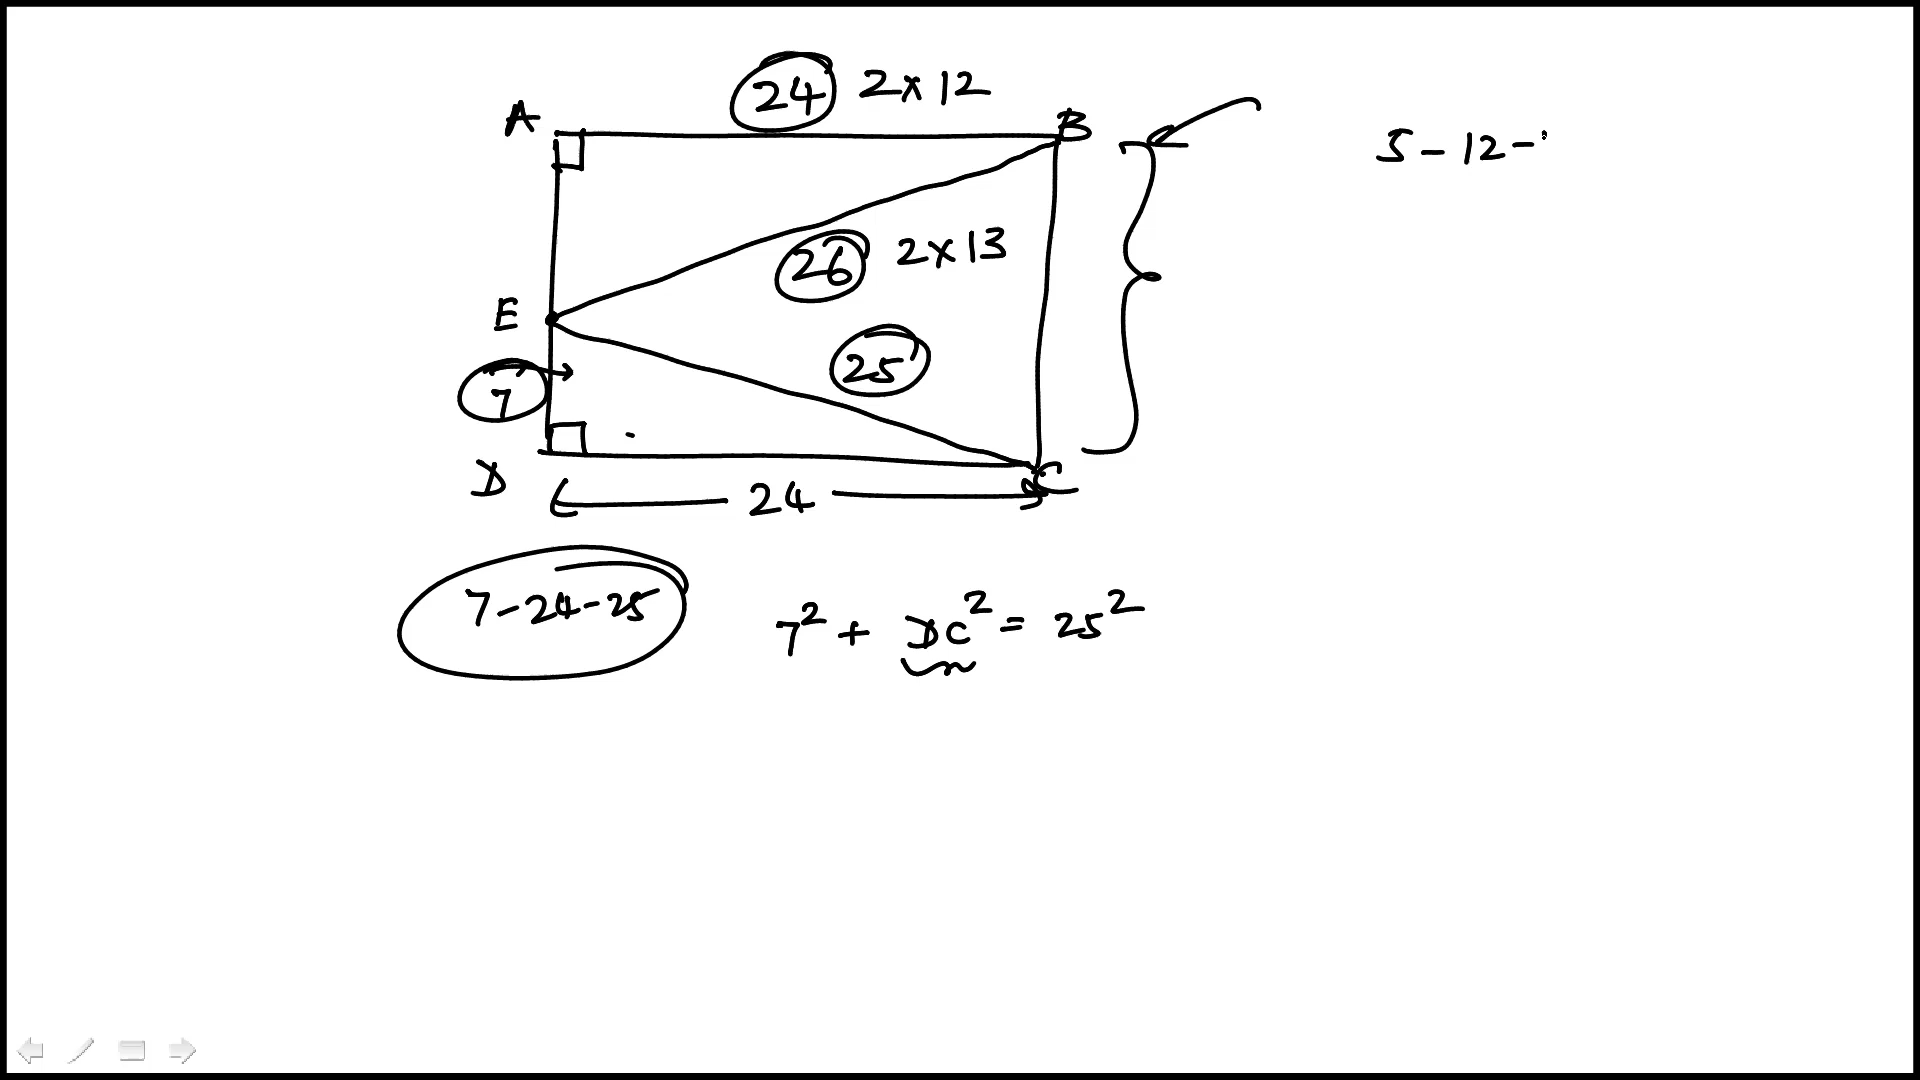 24 2x12
A B
5-12-
26 2x13
E
25
7
D C
24
7-24-25 7² + DC² = 25²